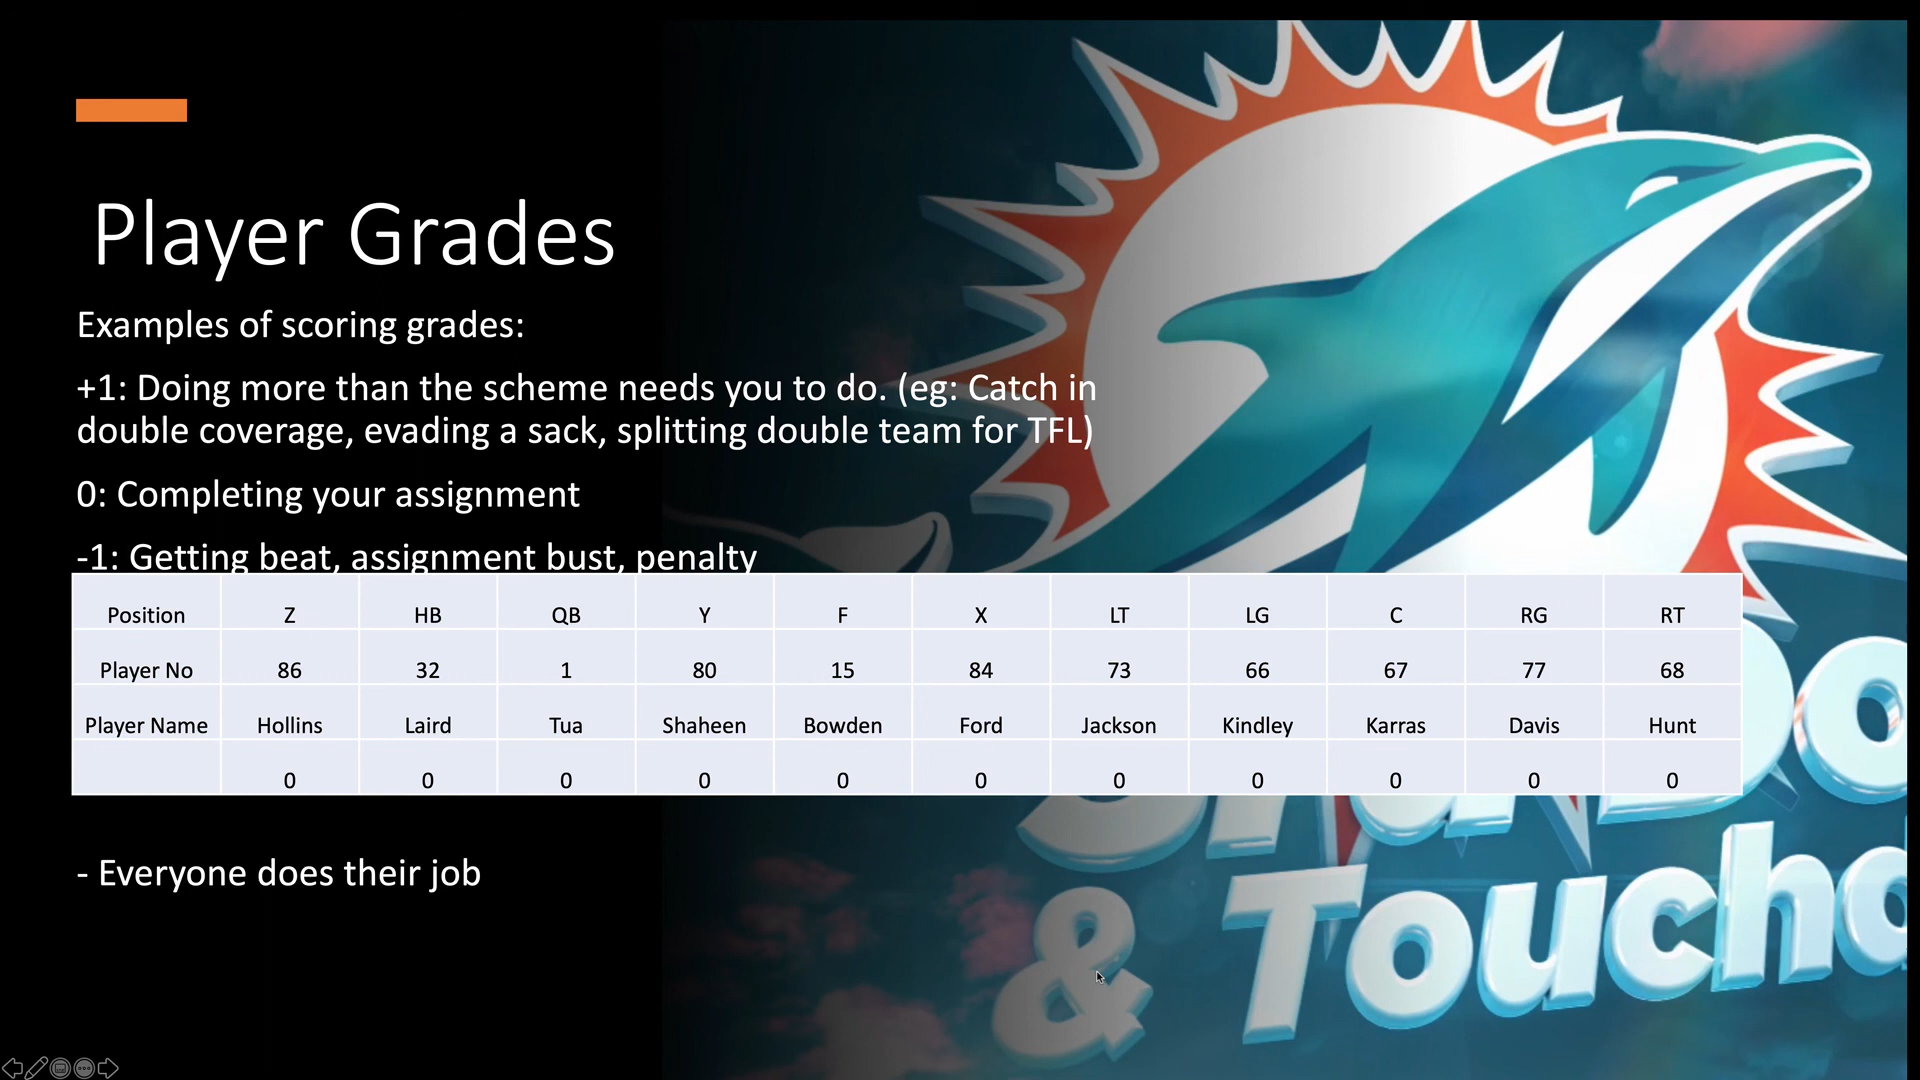 Player Grades
Examples of scoring grades:
+1: Doing more than the scheme needs you to do. (eg: Catch in
double coverage, evading a sack, splitting double team for TFL)
0: Completing your assignment
-1: Getting beat, assignment bust, penalty
Position Z HB QB Y F X LT LG C RG RT
Player No 86 32 1 80 15 84 73 66 67 77 68
Player Name Hollins Laird Tua Shaheen Bowden Ford Jackson Kindley Karras Davis Hunt
0 0 0 0 0 0 0 0 0 0 0
- Everyone does their job
& Touchd